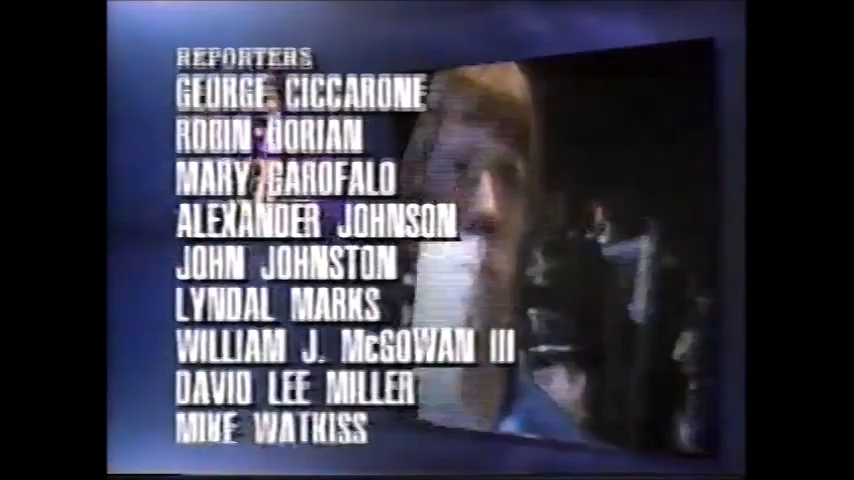 REPORTERS
GEORGE CICCARONE
ROBIN DORIAN
MARY GAROFALO
ALEXANDER JOHNSON
JOHN JOHNSTON
LYNDAL MARKS
WILLIAM J. McGOWAN III
DAVID LEE MILLER
MIKE WATKISS